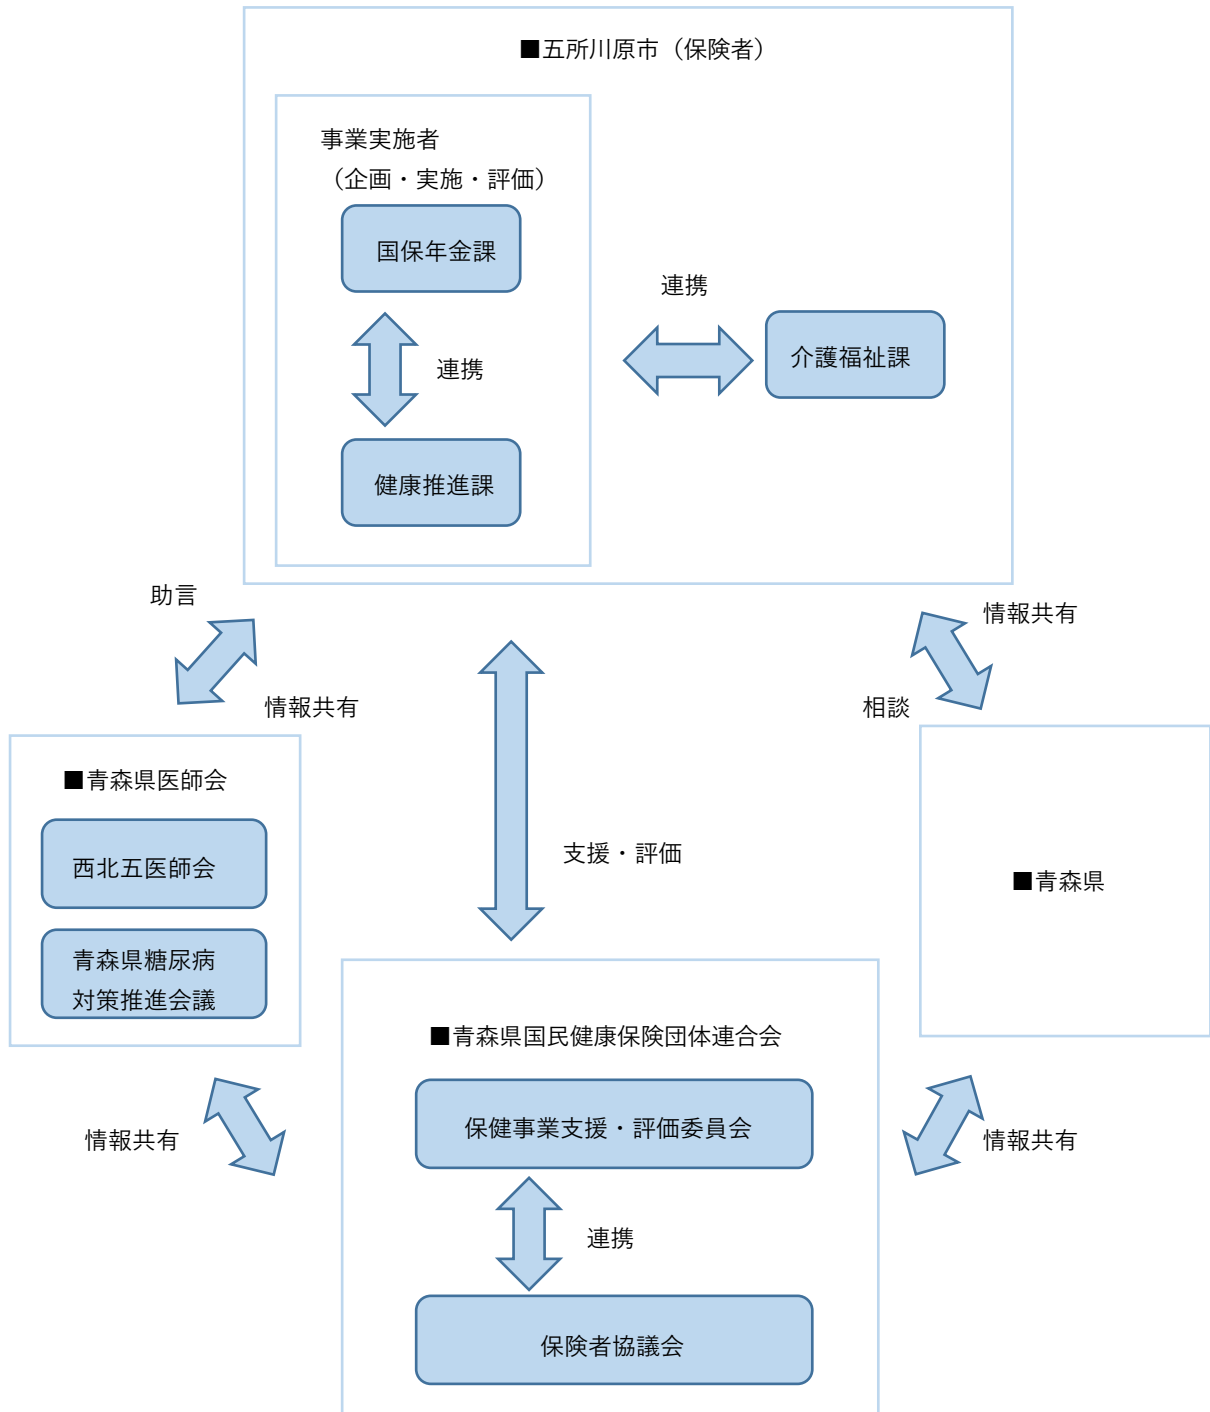 ■五所川原市（保険者）
事業実施者
（企画・実施・評価）
国保年金課
連携
健康推進課
連携
介護福祉課
助言
情報共有
情報共有
相談
■青森県医師会
西北五医師会
青森県糖尿病
対策推進会議
支援・評価
■青森県
■青森県国民健康保険団体連合会
保健事業支援・評価委員会
連携
保険者協議会
情報共有
情報共有